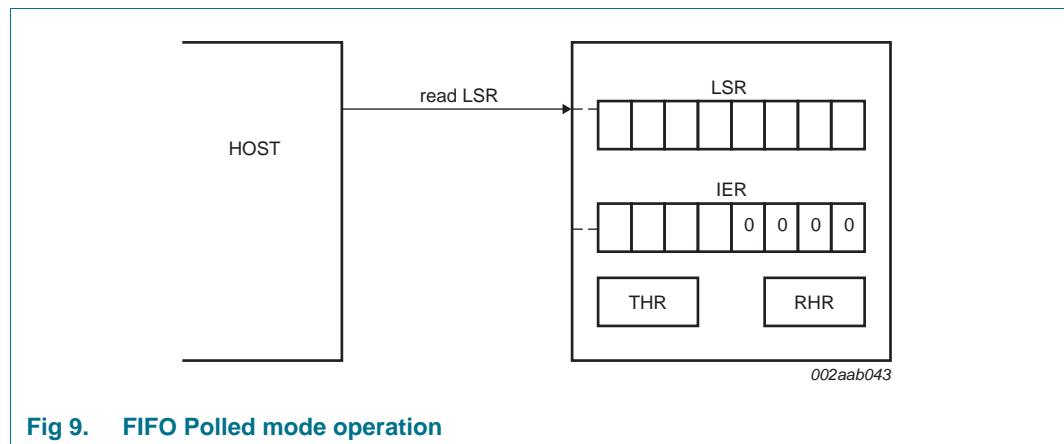 read LSR
LSR
HOST
IER
0 0 0 0
THR RHR
002aab043
Fig 9. FIFO Polled mode operation